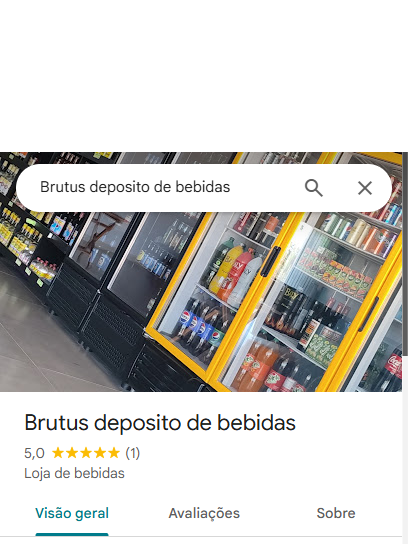 Brutus deposito de bebidas
Brutus deposito de bebidas
5,0 (1)
Loja de bebidas
Visão geral
Avaliações
Sobre